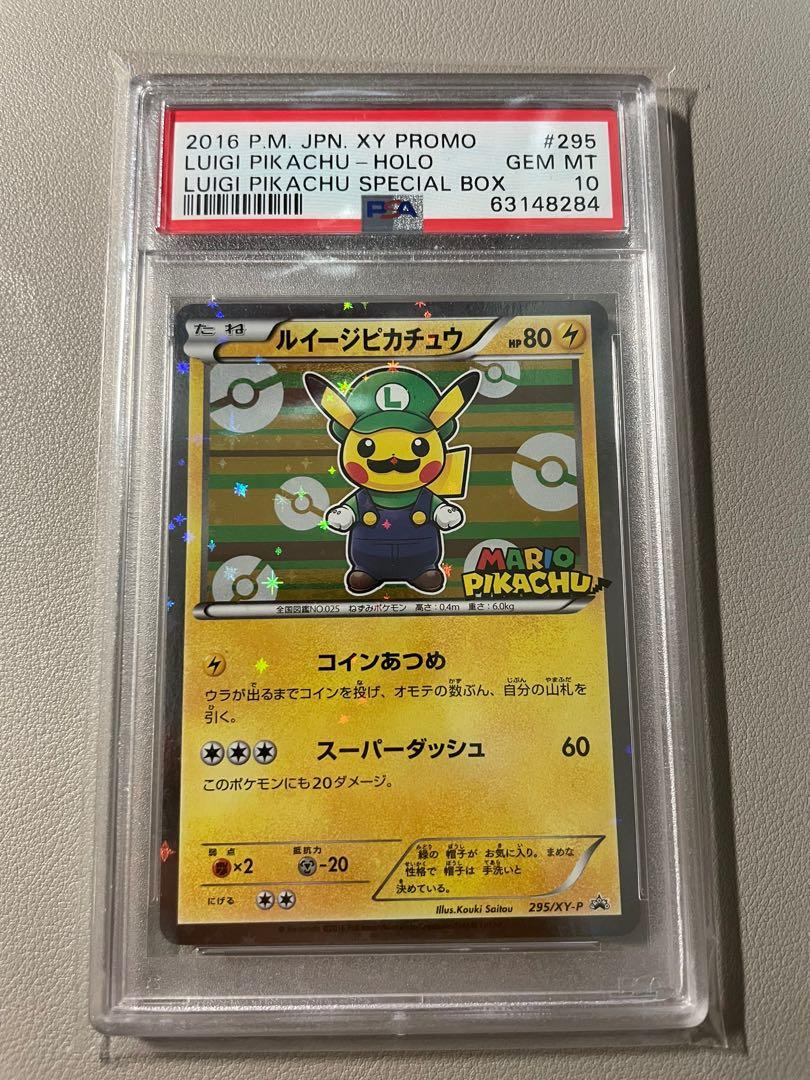 2016 P.M. JPN. XY PROMO #295
LUIGI PIKACHU-HOLO GEM MT
LUIGI PIKACHU SPECIAL BOX 10
PSA 63148284
たね ルイージピカチュウ HP80
L
MARIO
PIKACHU
全国図鑑NO.025 ねずみポケモン 高さ:0.4m 重さ:6.0kg
コインあつめ
ウラが出るまでコインを投げ、オモテの数ぶん、自分の山札を
引く。
スーパーダッシュ 60
このポケモンにも20ダメージ。
弱点 抵抗力
×2 -20
にげる
緑の帽子が お気に入り。まめな
性格で 帽子は 手洗いと
決めている。
Illus.Kouki Saitou 295/XY-P